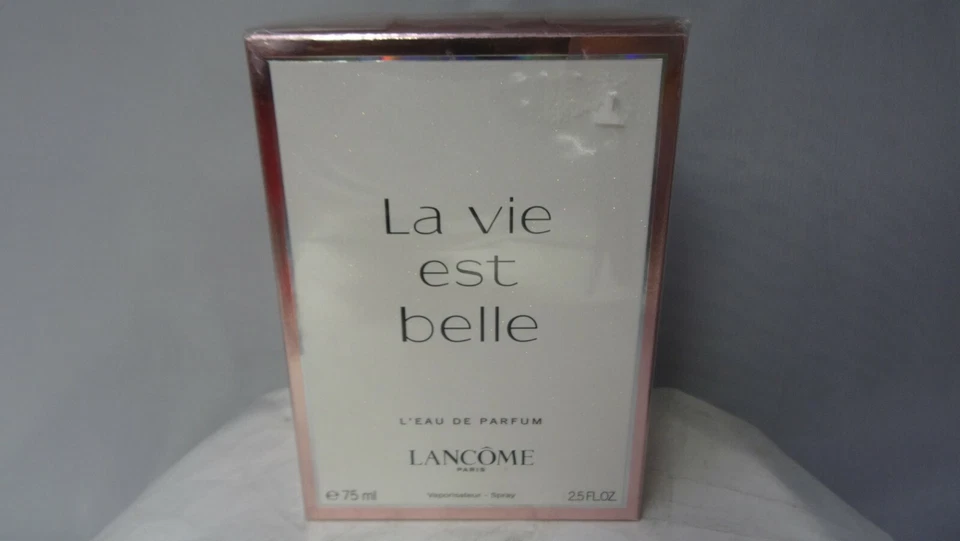 La vie
est
belle
L'EAU DE PARFUM
LANCÔME
PARIS
℮ 75 ml Vaporisateur - Spray 2.5 FL.OZ.